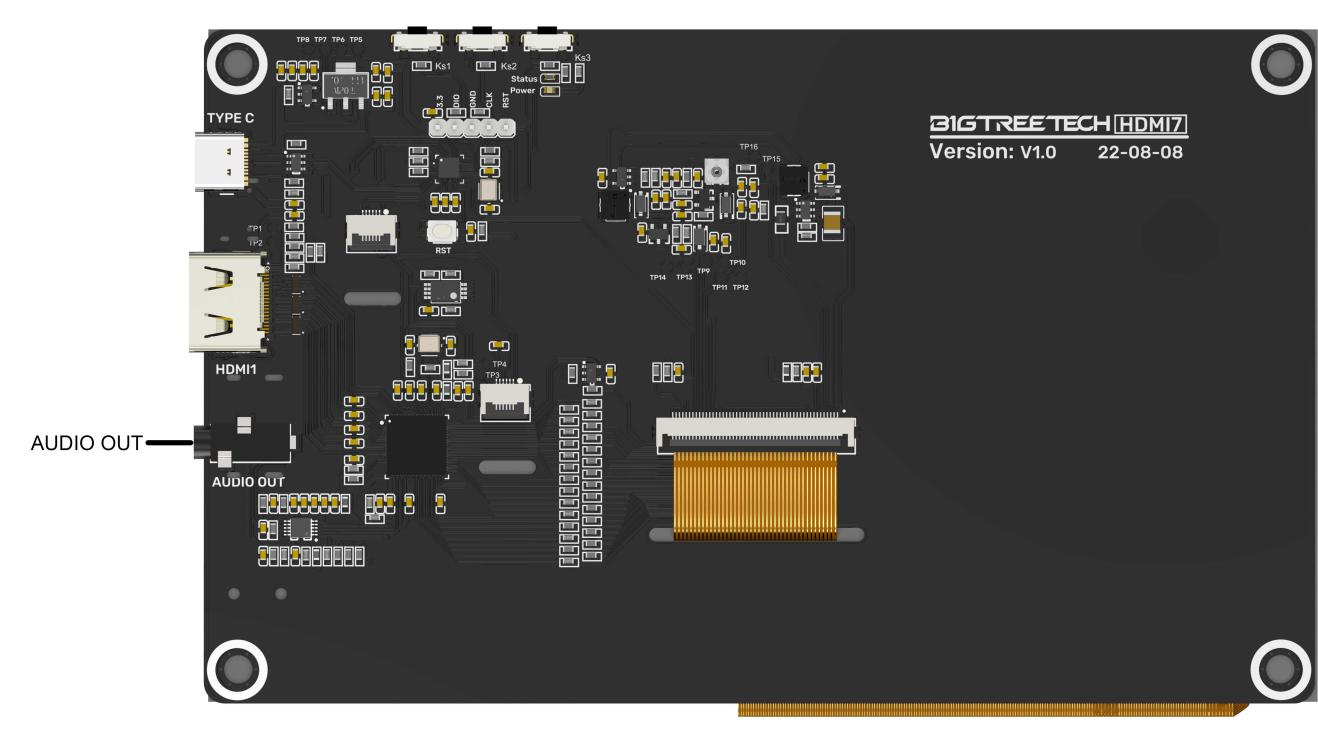 TP8 TP7 TP6 TP5
Ks1
Ks2
Ks3
Status
Power
3.3
DIO
GND
CLK
RST
TYPE C
BIGTREETECH HDMI7
Version: V1.0 22-08-08
TP16
TP15
TP1
TP2
RST
TP10
TP9
TP14 TP13
TP11 TP12
HDMI1
TP4
TP3
AUDIO OUT
AUDIO OUT